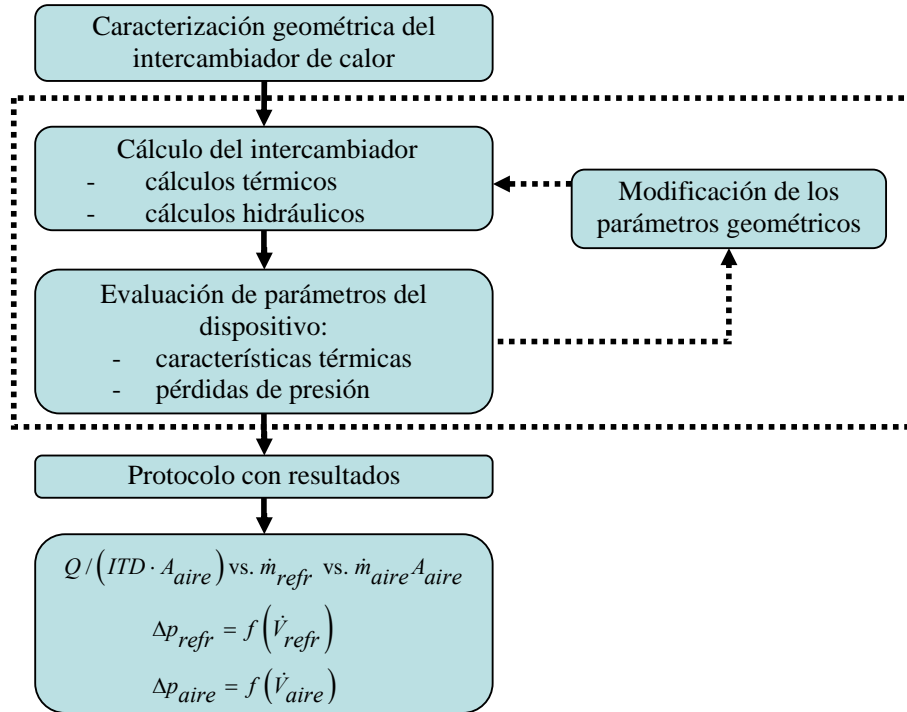 Caracterización geométrica del
intercambiador de calor
Cálculo del intercambiador
- cálculos térmicos
- cálculos hidráulicos
Modificación de los
parámetros geométricos
Evaluación de parámetros del
dispositivo:
- características térmicas
- pérdidas de presión
Protocolo con resultados
Q / (ITD · A_aire) vs. ṁ_refr vs. ṁ_aire A_aire
Δp_refr = f (V̇_refr)
Δp_aire = f (V̇_aire)